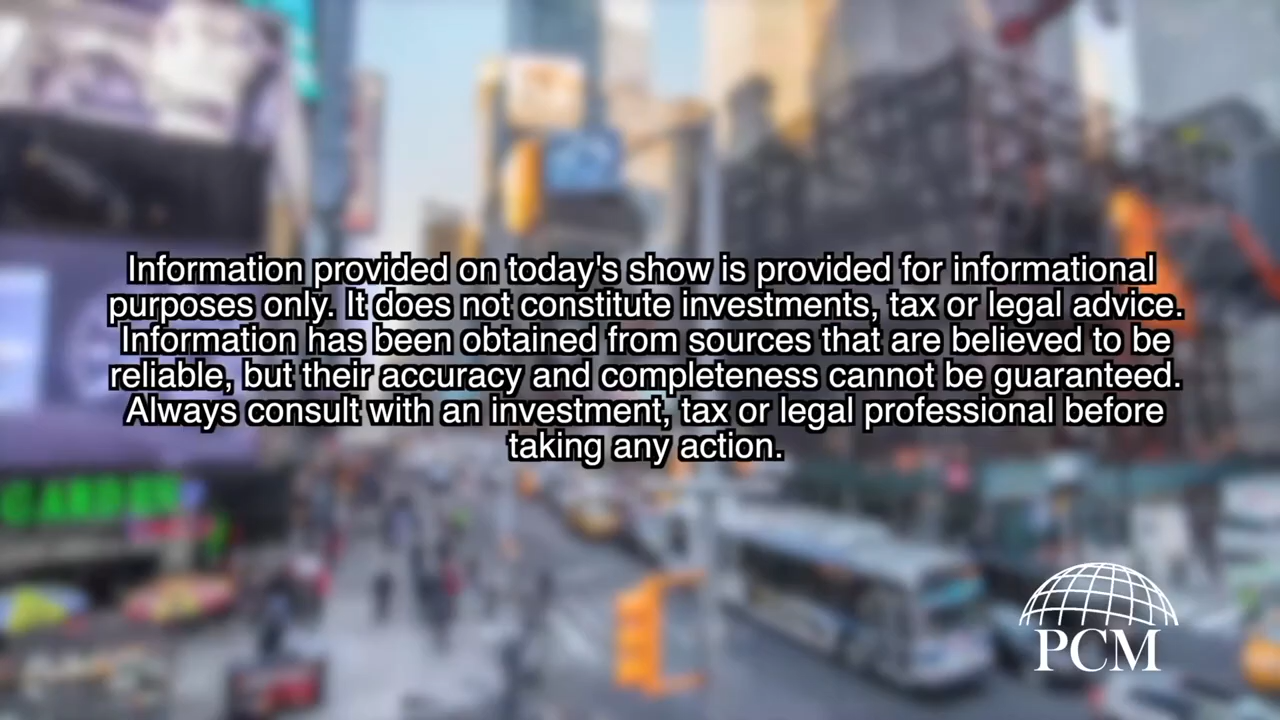 Information provided on today's show is provided for informational
purposes only. It does not constitute investments, tax or legal advice.
Information has been obtained from sources that are believed to be
reliable, but their accuracy and completeness cannot be guaranteed.
Always consult with an investment, tax or legal professional before
taking any action.
GARDEN
PCM